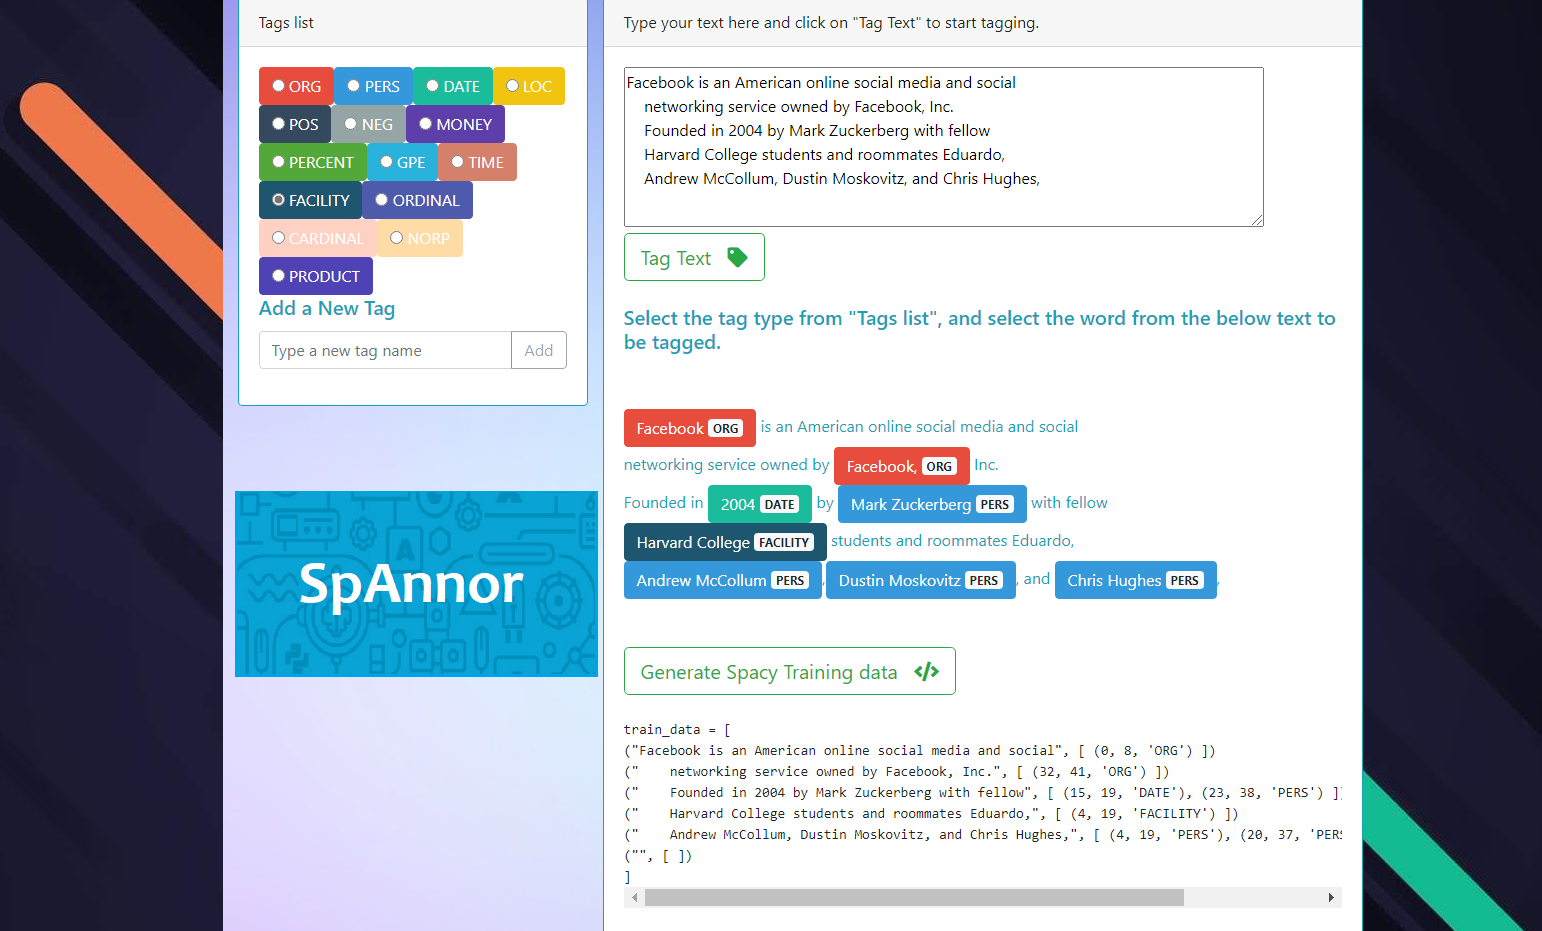 Tags list
ORG PERS DATE LOC
POS NEG MONEY
PERCENT GPE TIME
FACILITY ORDINAL
CARDINAL NORP
PRODUCT
Add a New Tag
Type a new tag name Add
SpAnnor
Type your text here and click on "Tag Text" to start tagging.
Facebook is an American online social media and social
networking service owned by Facebook, Inc.
Founded in 2004 by Mark Zuckerberg with fellow
Harvard College students and roommates Eduardo,
Andrew McCollum, Dustin Moskovitz, and Chris Hughes,
Tag Text
Select the tag type from "Tags list", and select the word from the below text to
be tagged.
Facebook ORG is an American online social media and social
networking service owned by Facebook, ORG Inc.
Founded in 2004 DATE by Mark Zuckerberg PERS with fellow
Harvard College FACILITY students and roommates Eduardo,
Andrew McCollum PERS , Dustin Moskovitz PERS , and Chris Hughes PERS ,
Generate Spacy Training data </>
train_data = [
("Facebook is an American online social media and social", [ (0, 8, 'ORG') ])
("    networking service owned by Facebook, Inc.", [ (32, 41, 'ORG') ])
("    Founded in 2004 by Mark Zuckerberg with fellow", [ (15, 19, 'DATE'), (23, 38, 'PERS') ])
("    Harvard College students and roommates Eduardo,", [ (4, 19, 'FACILITY') ])
("    Andrew McCollum, Dustin Moskovitz, and Chris Hughes,", [ (4, 19, 'PERS'), (20, 37, 'PERS
("", [ ])
]